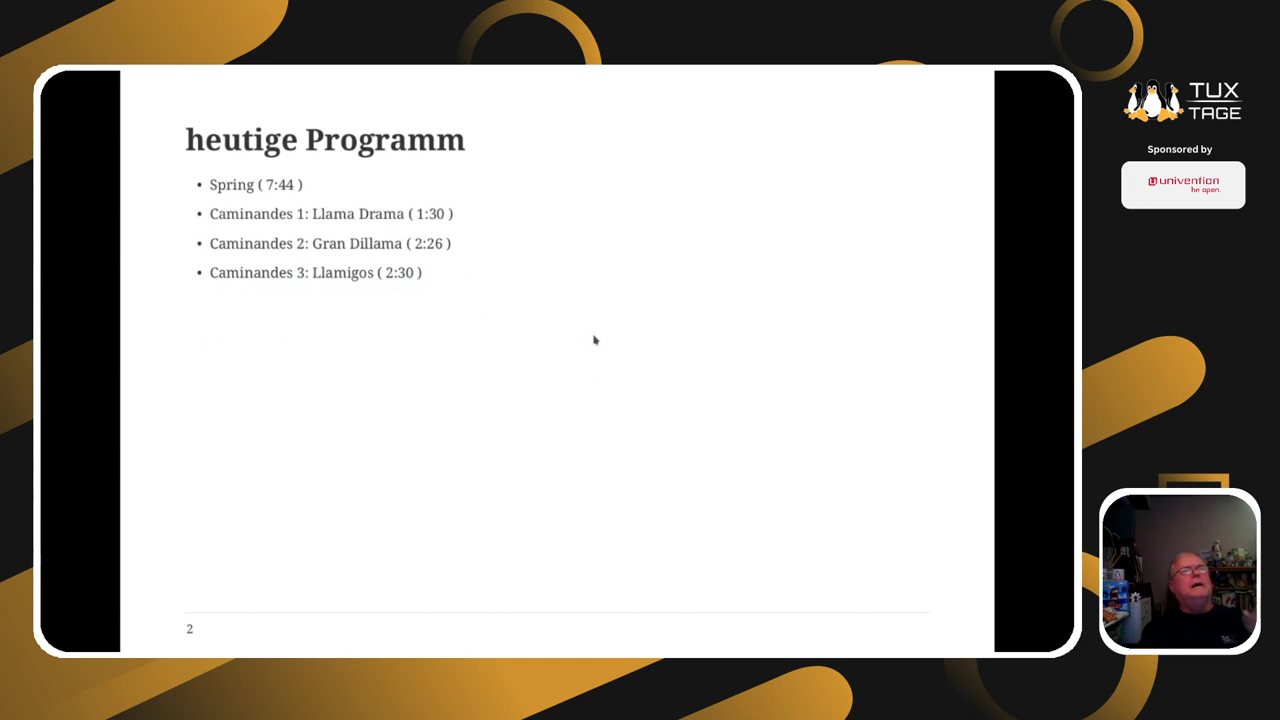 heutige Programm
• Spring ( 7:44 )
• Caminandes 1: Llama Drama ( 1:30 )
• Caminandes 2: Gran Dillama ( 2:26 )
• Caminandes 3: Llamigos ( 2:30 )
2
TUX
TAGE
Sponsored by
univention
be open.